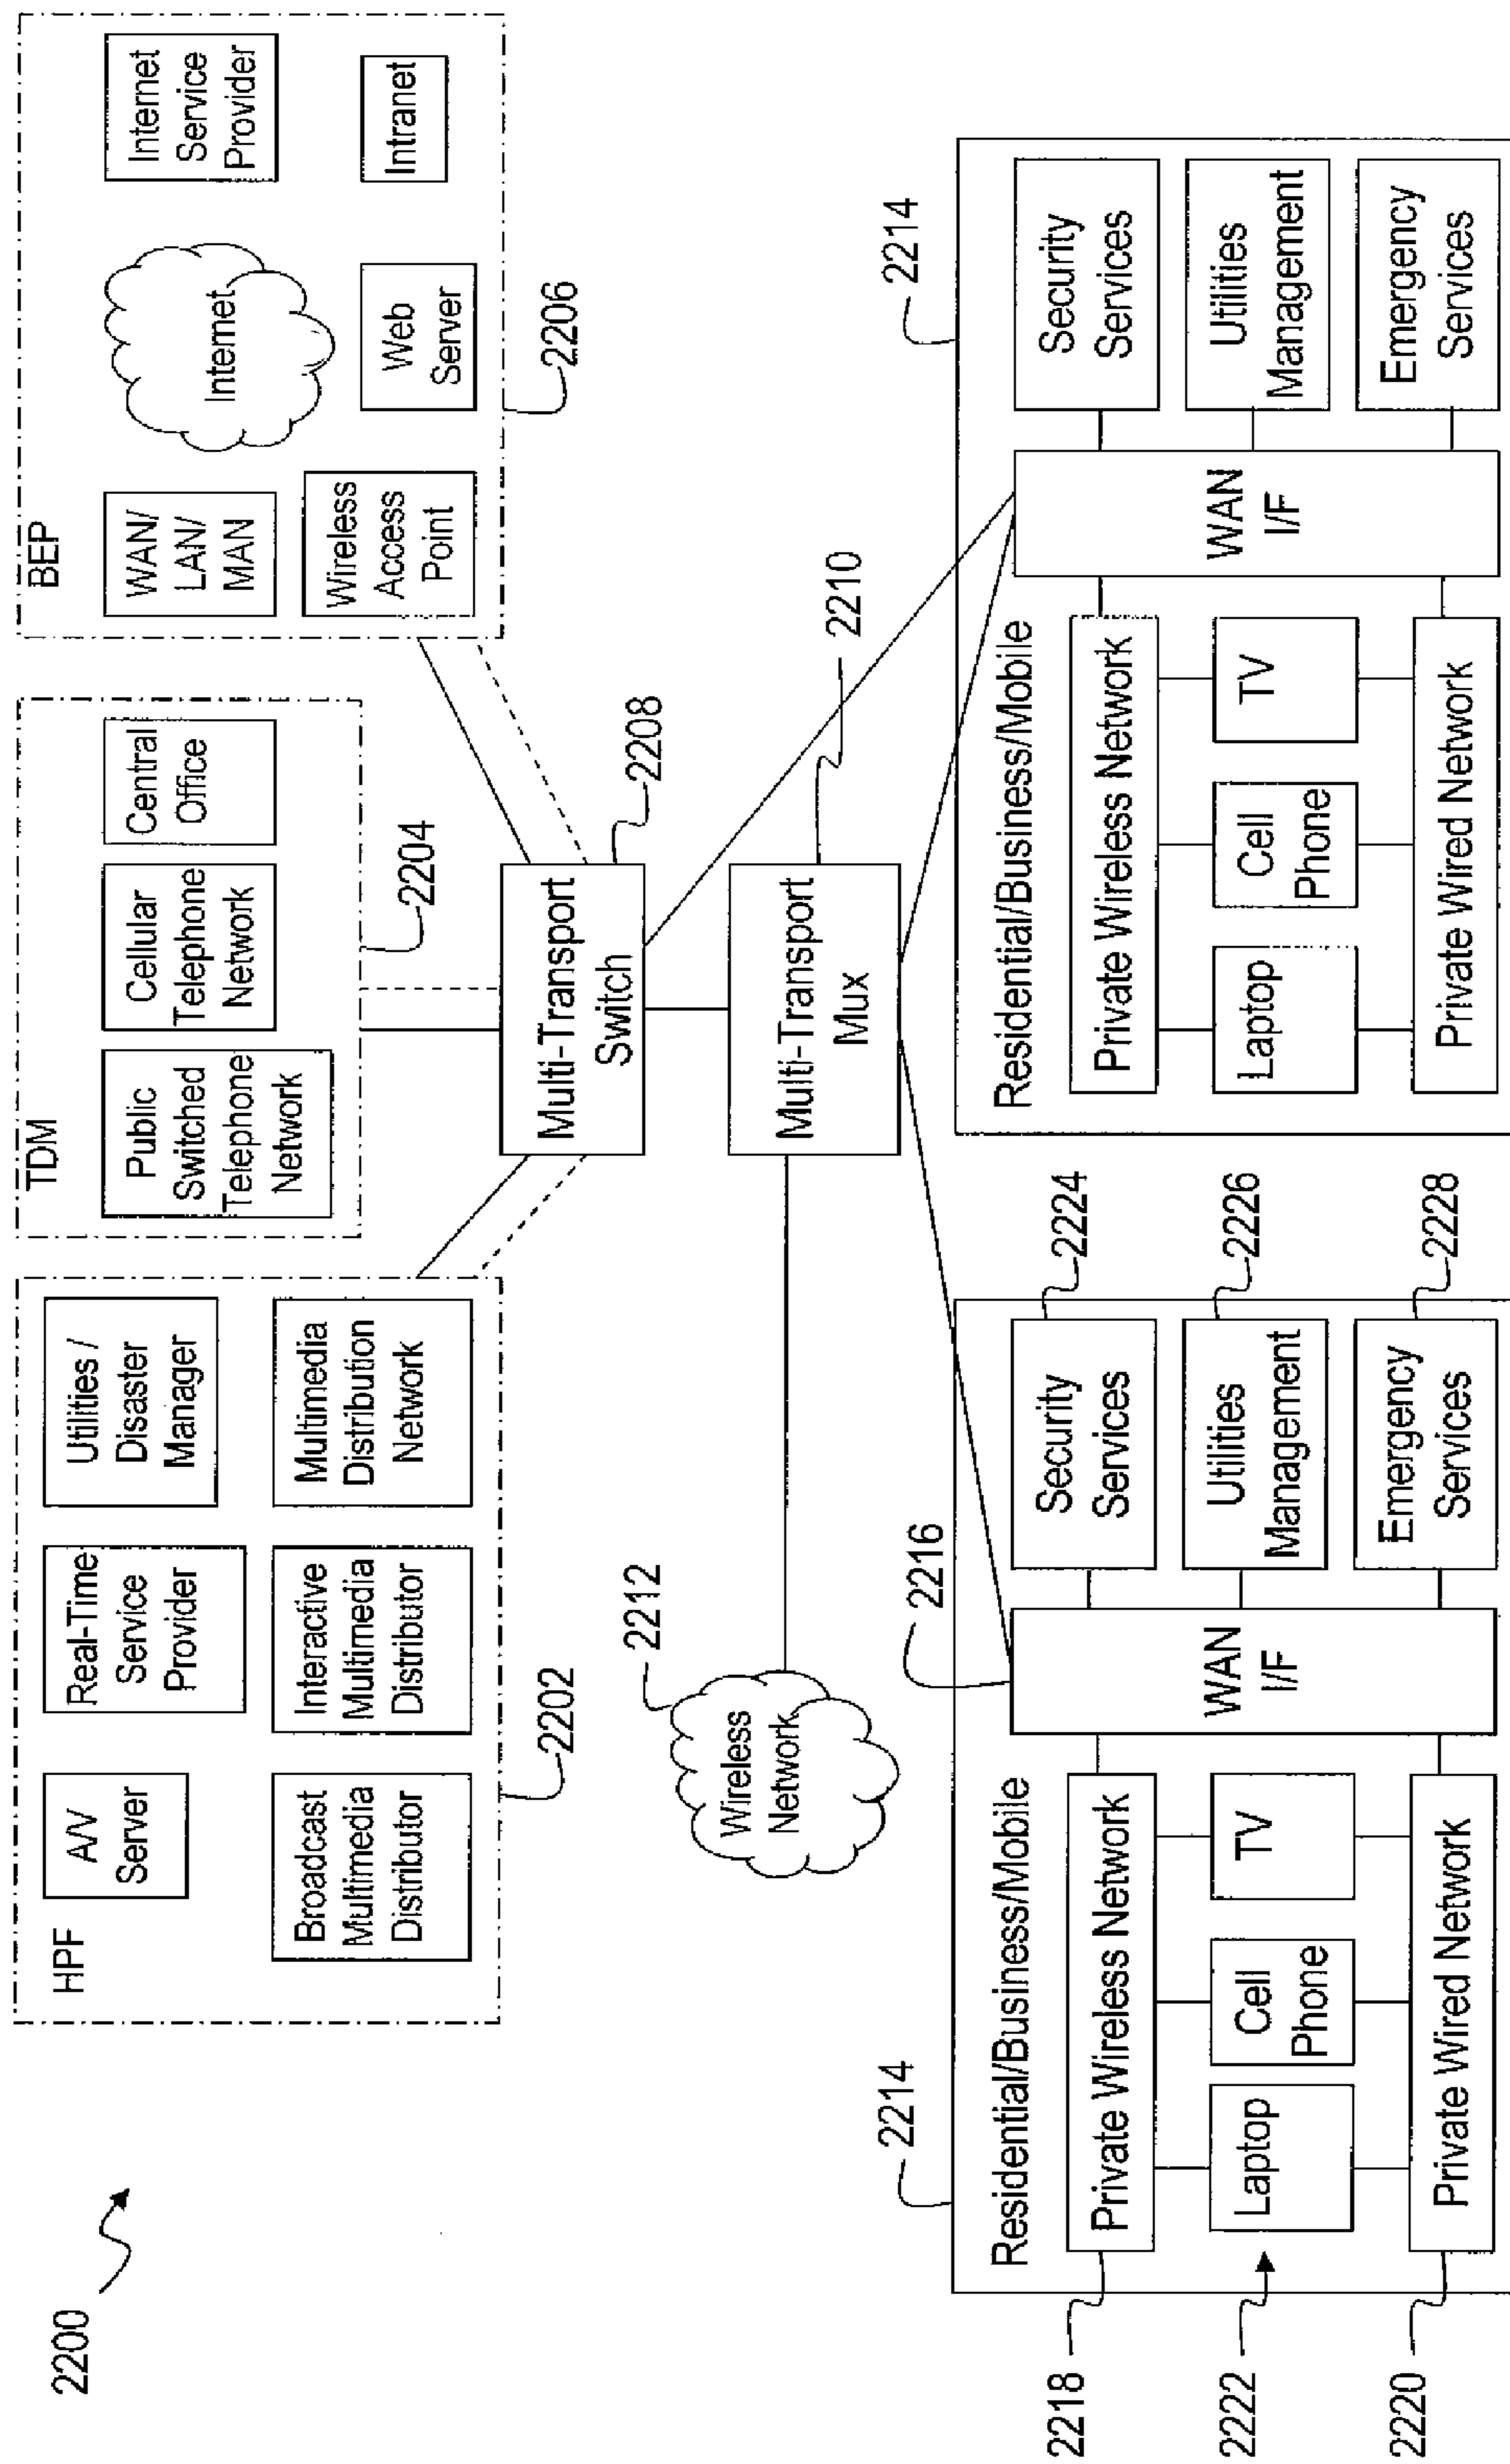 2200
HPF
A/V
Server
Real-Time
Service
Provider
Utilities /
Disaster
Manager
Broadcast
Multimedia
Distributor
Interactive
Multimedia
Distributor
Multimedia
Distribution
Network
2202
TDM
Public
Switched
Telephone
Network
Cellular
Telephone
Network
Central
Office
2204
BEP
WAN/
LAN/
MAN
Internet
Internet
Service
Provider
Wireless
Access
Point
Web
Server
Intranet
2206
Multi-Transport
Switch
2208
Multi-Transport
Mux
2210
Wireless
Network
2212
2214
Residential/Business/Mobile
2216
Private Wireless Network
2218
Laptop
Cell
Phone
TV
2222
Private Wired Network
2220
WAN
I/F
Security
Services
2224
Utilities
Management
2226
Emergency
Services
2228
2214
Residential/Business/Mobile
Private Wireless Network
Laptop
Cell
Phone
TV
Private Wired Network
WAN
I/F
Security
Services
Utilities
Management
Emergency
Services